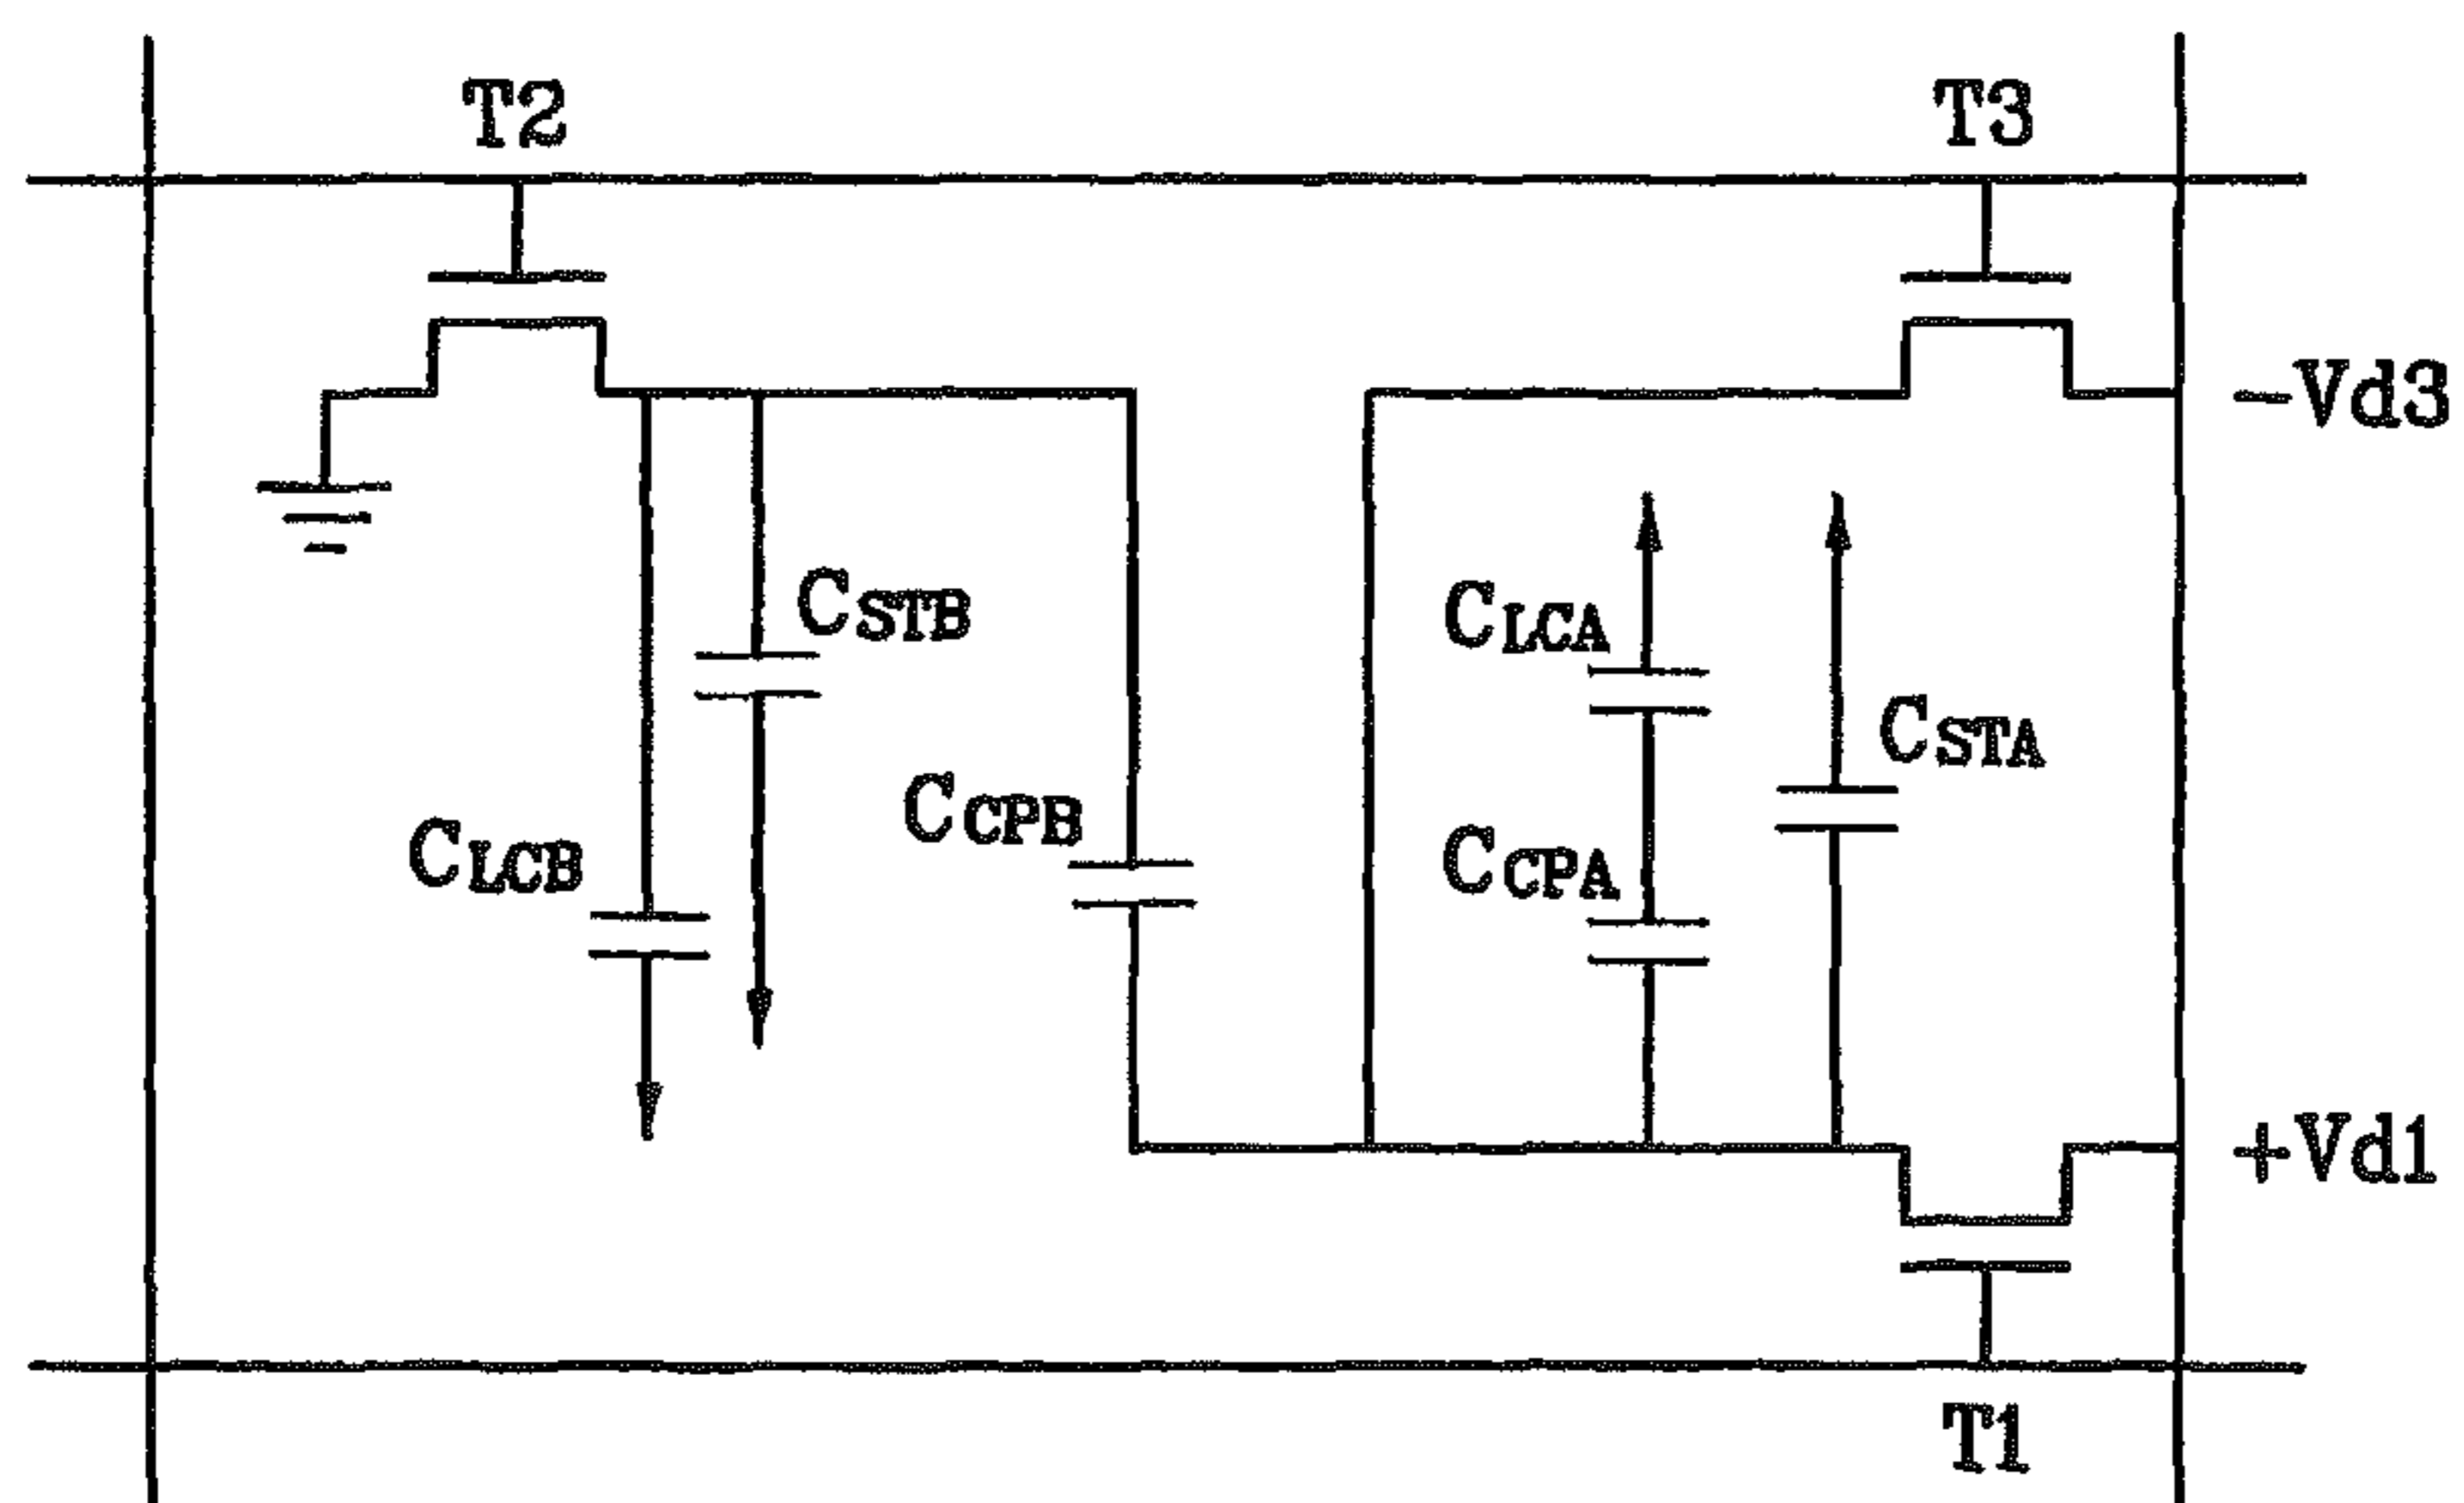 T2
T3
-Vd3
CSTB
CLCA
CSTA
CCPB
CLCB
CCPA
+Vd1
T1